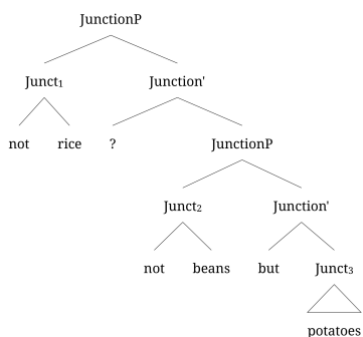 JunctionP
Junct₁ Junction'
not rice ? JunctionP
Junct₂ Junction'
not beans but Junct₃
potatoes